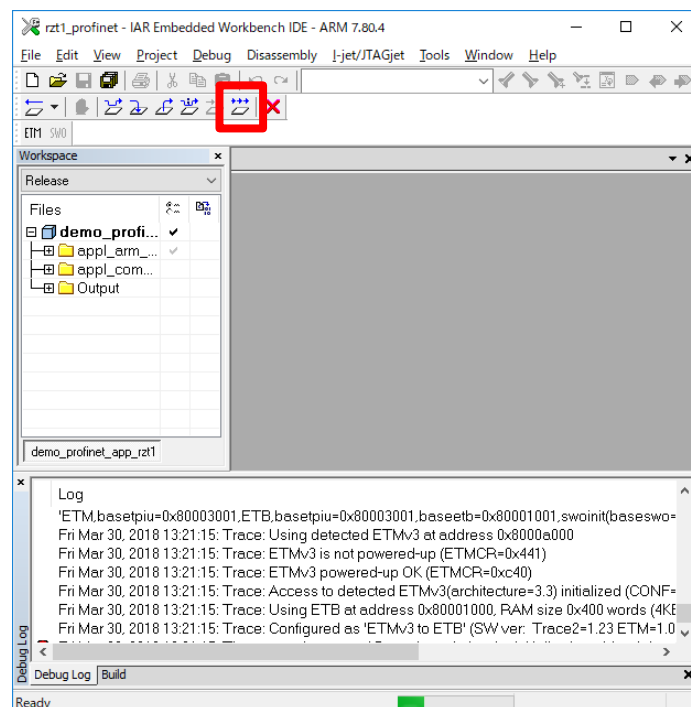 rzt1_profinet - IAR Embedded Workbench IDE - ARM 7.80.4
File Edit View Project Debug Disassembly I-jet/JTAGjet Tools Window Help
ETM SWO
Workspace
Release
Files
demo_profi...
appl_arm_...
appl_com...
Output
demo_profinet_app_rzt1
Log
'ETM,basetpiu=0x80003001,ETB,basetpiu=0x80003001,baseetb=0x80001001,swoinit(baseswo=
Fri Mar 30, 2018 13:21:15: Trace: Using detected ETMv3 at address 0x8000a000
Fri Mar 30, 2018 13:21:15: Trace: ETMv3 is not powered-up (ETMCR=0x441)
Fri Mar 30, 2018 13:21:15: Trace: ETMv3 powered-up OK (ETMCR=0xc40)
Fri Mar 30, 2018 13:21:15: Trace: Access to detected ETMv3(architecture=3.3) initialized (CONF=
Fri Mar 30, 2018 13:21:15: Trace: Using ETB at address 0x80001000, RAM size 0x400 words (4KB
Fri Mar 30, 2018 13:21:15: Trace: Configured as 'ETMv3 to ETB' (SW ver: Trace2=1.23 ETM=1.0
Debug Log
Debug Log Build
Ready